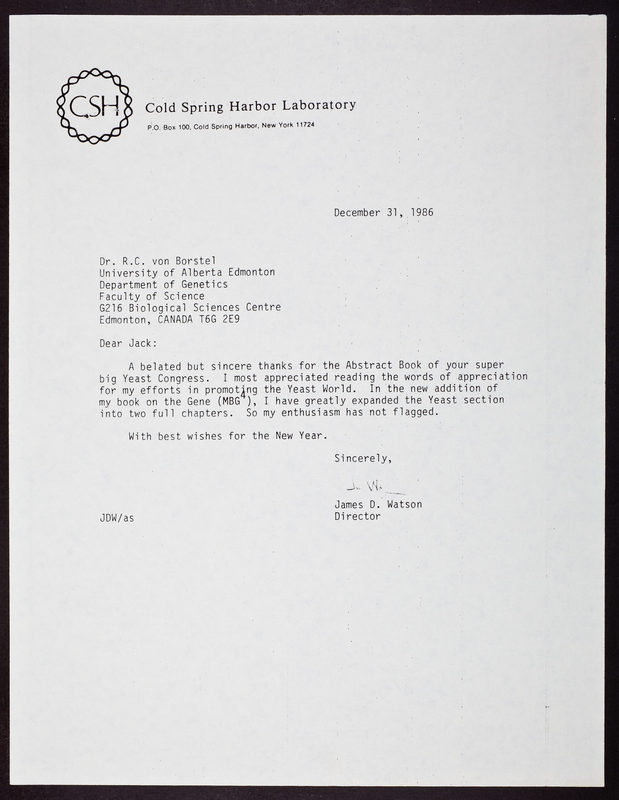 CSH
Cold Spring Harbor Laboratory
P.O. Box 100, Cold Spring Harbor, New York 11724
December 31, 1986
Dr. R.C. von Borstel
University of Alberta Edmonton
Department of Genetics
Faculty of Science
G216 Biological Sciences Centre
Edmonton, CANADA T6G 2E9
Dear Jack:
A belated but sincere thanks for the Abstract Book of your super
big Yeast Congress. I most appreciated reading the words of appreciation
for my efforts in promoting the Yeast World. In the new addition of
my book on the Gene (MBG⁴), I have greatly expanded the Yeast section
into two full chapters. So my enthusiasm has not flagged.
With best wishes for the New Year.
Sincerely,
James D. Watson
JDW/as Director